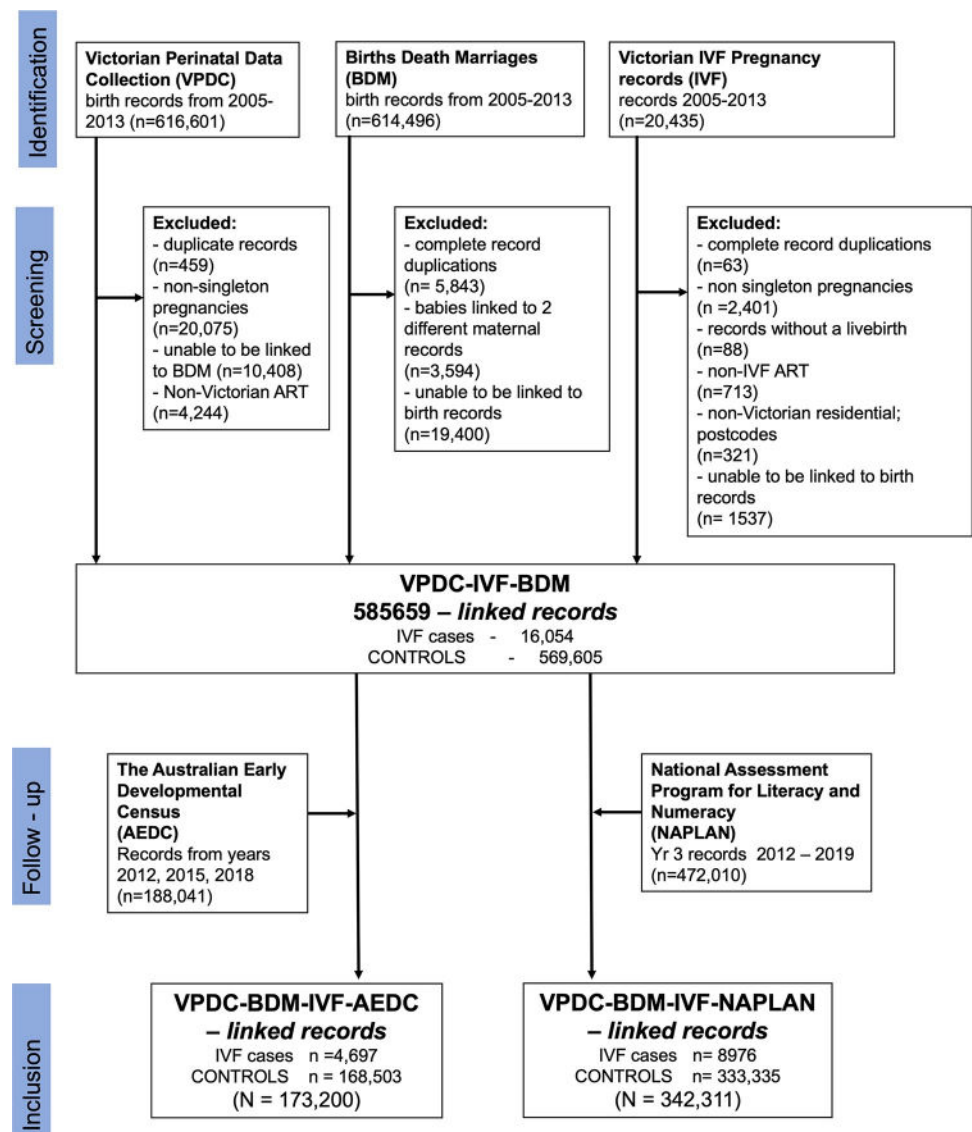 Identification
Victorian Perinatal Data
Collection (VPDC)
birth records from 2005-
2013 (n=616,601)
Births Death Marriages
(BDM)
birth records from 2005-2013
(n=614,496)
Victorian IVF Pregnancy
records (IVF)
records 2005-2013
(n=20,435)
Screening
Excluded:
- duplicate records
(n=459)
- non-singleton
pregnancies
(n=20,075)
- unable to be linked
to BDM (n=10,408)
- Non-Victorian ART
(n=4,244)
Excluded:
- complete record
duplications
(n= 5,843)
- babies linked to 2
different maternal
records
(n=3,594)
- unable to be linked to
birth records
(n=19,400)
Excluded:
- complete record duplications
(n=63)
- non singleton pregnancies
(n =2,401)
- records without a livebirth
(n=88)
- non-IVF ART
(n=713)
- non-Victorian residential;
postcodes
(n=321)
- unable to be linked to birth
records
(n= 1537)
VPDC-IVF-BDM
585659 – linked records
IVF cases - 16,054
CONTROLS - 569,605
Follow - up
The Australian Early
Developmental
Census
(AEDC)
Records from years
2012, 2015, 2018
(n=188,041)
National Assessment
Program for Literacy and
Numeracy
(NAPLAN)
Yr 3 records 2012 – 2019
(n=472,010)
Inclusion
VPDC-BDM-IVF-AEDC
– linked records
IVF cases n =4,697
CONTROLS n = 168,503
(N = 173,200)
VPDC-BDM-IVF-NAPLAN
– linked records
IVF cases n= 8976
CONTROLS n= 333,335
(N = 342,311)